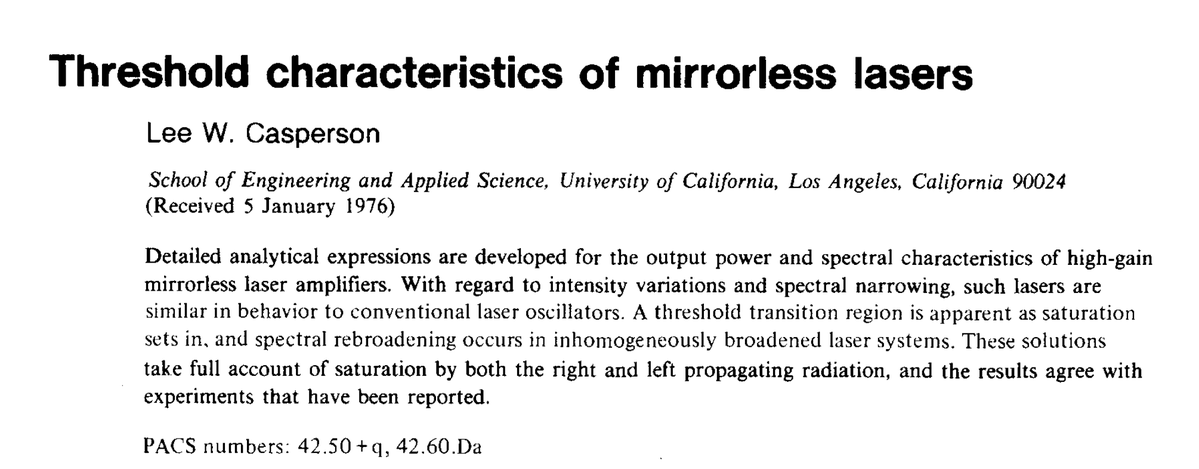 Threshold characteristics of mirrorless lasers
Lee W. Casperson
School of Engineering and Applied Science, University of California, Los Angeles, California 90024
(Received 5 January 1976)
Detailed analytical expressions are developed for the output power and spectral characteristics of high-gain
mirrorless laser amplifiers. With regard to intensity variations and spectral narrowing, such lasers are
similar in behavior to conventional laser oscillators. A threshold transition region is apparent as saturation
sets in, and spectral rebroadening occurs in inhomogeneously broadened laser systems. These solutions
take full account of saturation by both the right and left propagating radiation, and the results agree with
experiments that have been reported.
PACS numbers: 42.50+q, 42.60.Da